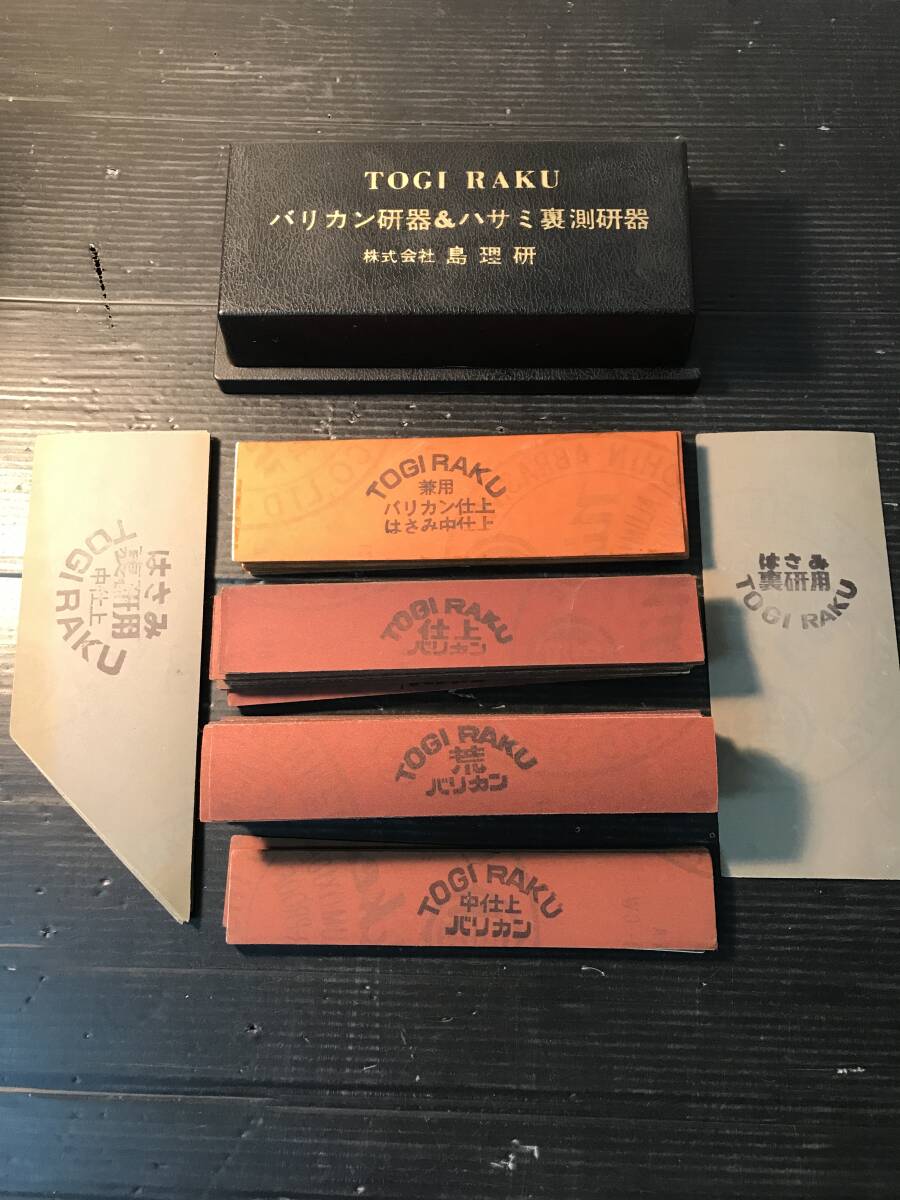 TOGI RAKU
バリカン研器&ハサミ裏測研器
株式会社 島理研
TOGI RAKU
兼用
バリカン仕上
はさみ中仕上
TOGI RAKU
仕上
バリカン
TOGI RAKU
荒
バリカン
TOGI RAKU
中仕上
バリカン
はさみ
裏研用
中仕上
TOGI RAKU
はさみ
裏研用
TOGI RAKU
CO.LTD